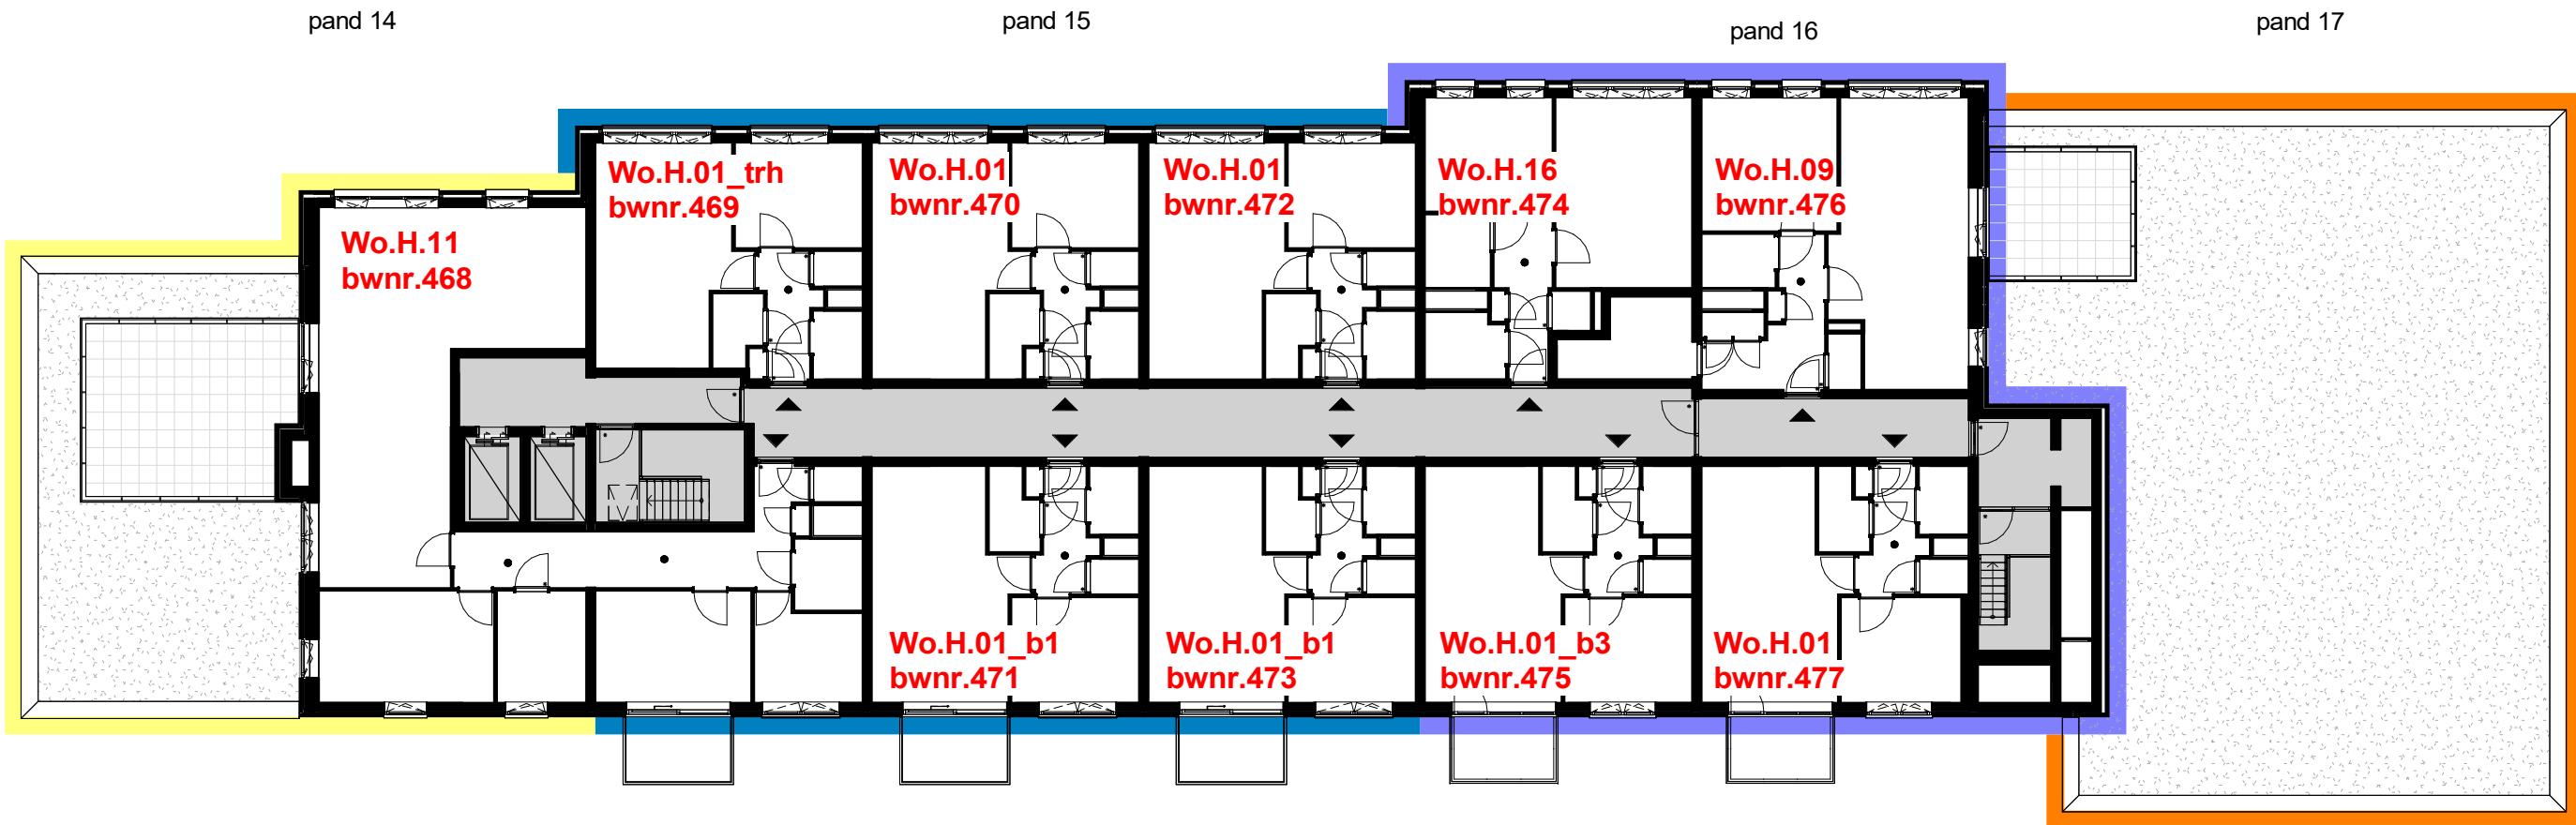 pand 14
pand 15
pand 16
pand 17
Wo.H.01_trh
bwnr.469
Wo.H.01
bwnr.470
Wo.H.01
bwnr.472
Wo.H.16
bwnr.474
Wo.H.09
bwnr.476
Wo.H.11
bwnr.468
Wo.H.01_b1
bwnr.471
Wo.H.01_b1
bwnr.473
Wo.H.01_b3
bwnr.475
Wo.H.01
bwnr.477